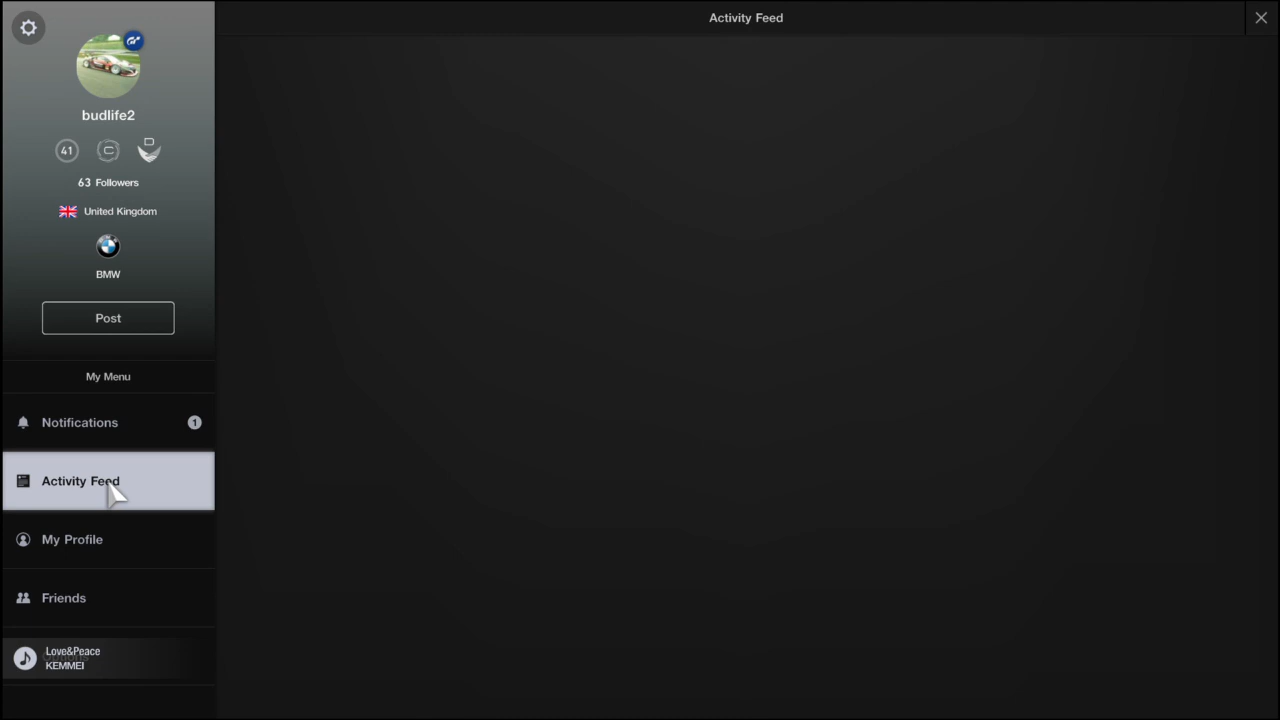 Activity Feed
budlife2
41 C D
63 Followers
United Kingdom
BMW
Post
My Menu
Notifications 1
Activity Feed
My Profile
Friends
Love&Peace
KEMMEI